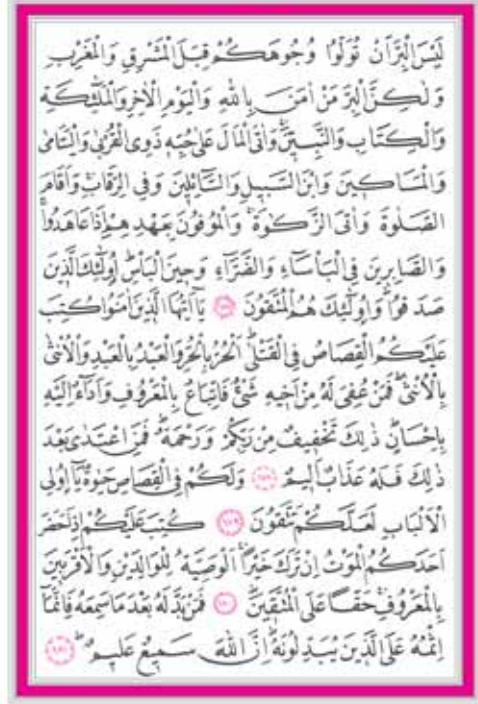 لَيْسَ الْبِرَّ اَنْ تُوَلُّوا وُجُوهَكُمْ قِبَلَ الْمَشْرِقِ وَالْمَغْرِبِ
وَلٰكِنَّ الْبِرَّ مَنْ اٰمَنَ بِاللّٰهِ وَالْيَوْمِ الْاٰخِرِ وَالْمَلٰٓئِكَةِ
وَالْكِتَابِ وَالنَّبِيّ۪نَۚ وَاٰتَى الْمَالَ عَلٰى حُبِّه۪ ذَوِي الْقُرْبٰى وَالْيَتَامٰى
وَالْمَسَاك۪ينَ وَابْنَ السَّب۪يلِ وَالسَّٓائِل۪ينَ وَفِي الرِّقَابِۚ وَاَقَامَ
الصَّلٰوةَ وَاٰتَى الزَّكٰوةَۚ وَالْمُوفُونَ بِعَهْدِهِمْ اِذَا عَاهَدُواۚ
وَالصَّابِر۪ينَ فِي الْبَأْسَٓاءِ وَالضَّرَّٓاءِ وَح۪ينَ الْبَأْسِۜ اُو۬لٰٓئِكَ الَّذ۪ينَ
صَدَقُواۜ وَاُو۬لٰٓئِكَ هُمُ الْمُتَّقُونَ ﴿١٧٧﴾ يَٓا اَيُّهَا الَّذ۪ينَ اٰمَنُوا كُتِبَ
عَلَيْكُمُ الْقِصَاصُ فِي الْقَتْلٰىۜ اَلْحُرُّ بِالْحُرِّ وَالْعَبْدُ بِالْعَبْدِ وَالْاُنْثٰى
بِالْاُنْثٰىۜ فَمَنْ عُفِيَ لَهُ مِنْ اَخ۪يهِ شَيْءٌ فَاتِّبَاعٌ بِالْمَعْرُوفِ وَاَدَٓاءٌ اِلَيْهِ
بِاِحْسَانٍۜ ذٰلِكَ تَخْف۪يفٌ مِنْ رَبِّكُمْ وَرَحْمَةٌۜ فَمَنِ اعْتَدٰى بَعْدَ
ذٰلِكَ فَلَهُ عَذَابٌ اَل۪يمٌ ﴿١٧٨﴾ وَلَكُمْ فِي الْقِصَاصِ حَيٰوةٌ يَٓا اُو۬لِي
الْاَلْبَابِ لَعَلَّكُمْ تَتَّقُونَ ﴿١٧٩﴾ كُتِبَ عَلَيْكُمْ اِذَا حَضَرَ
اَحَدَكُمُ الْمَوْتُ اِنْ تَرَكَ خَيْرًاۚ اَلْوَصِيَّةُ لِلْوَالِدَيْنِ وَالْاَقْرَب۪ينَ
بِالْمَعْرُوفِۚ حَقًّا عَلَى الْمُتَّق۪ينَۜ ﴿١٨٠﴾ فَمَنْ بَدَّلَهُ بَعْدَ مَا سَمِعَهُ فَاِنَّمَٓا
اِثْمُهُ عَلَى الَّذ۪ينَ يُبَدِّلُونَهُۜ اِنَّ اللّٰهَ سَم۪يعٌ عَل۪يمٌۜ ﴿١٨١﴾